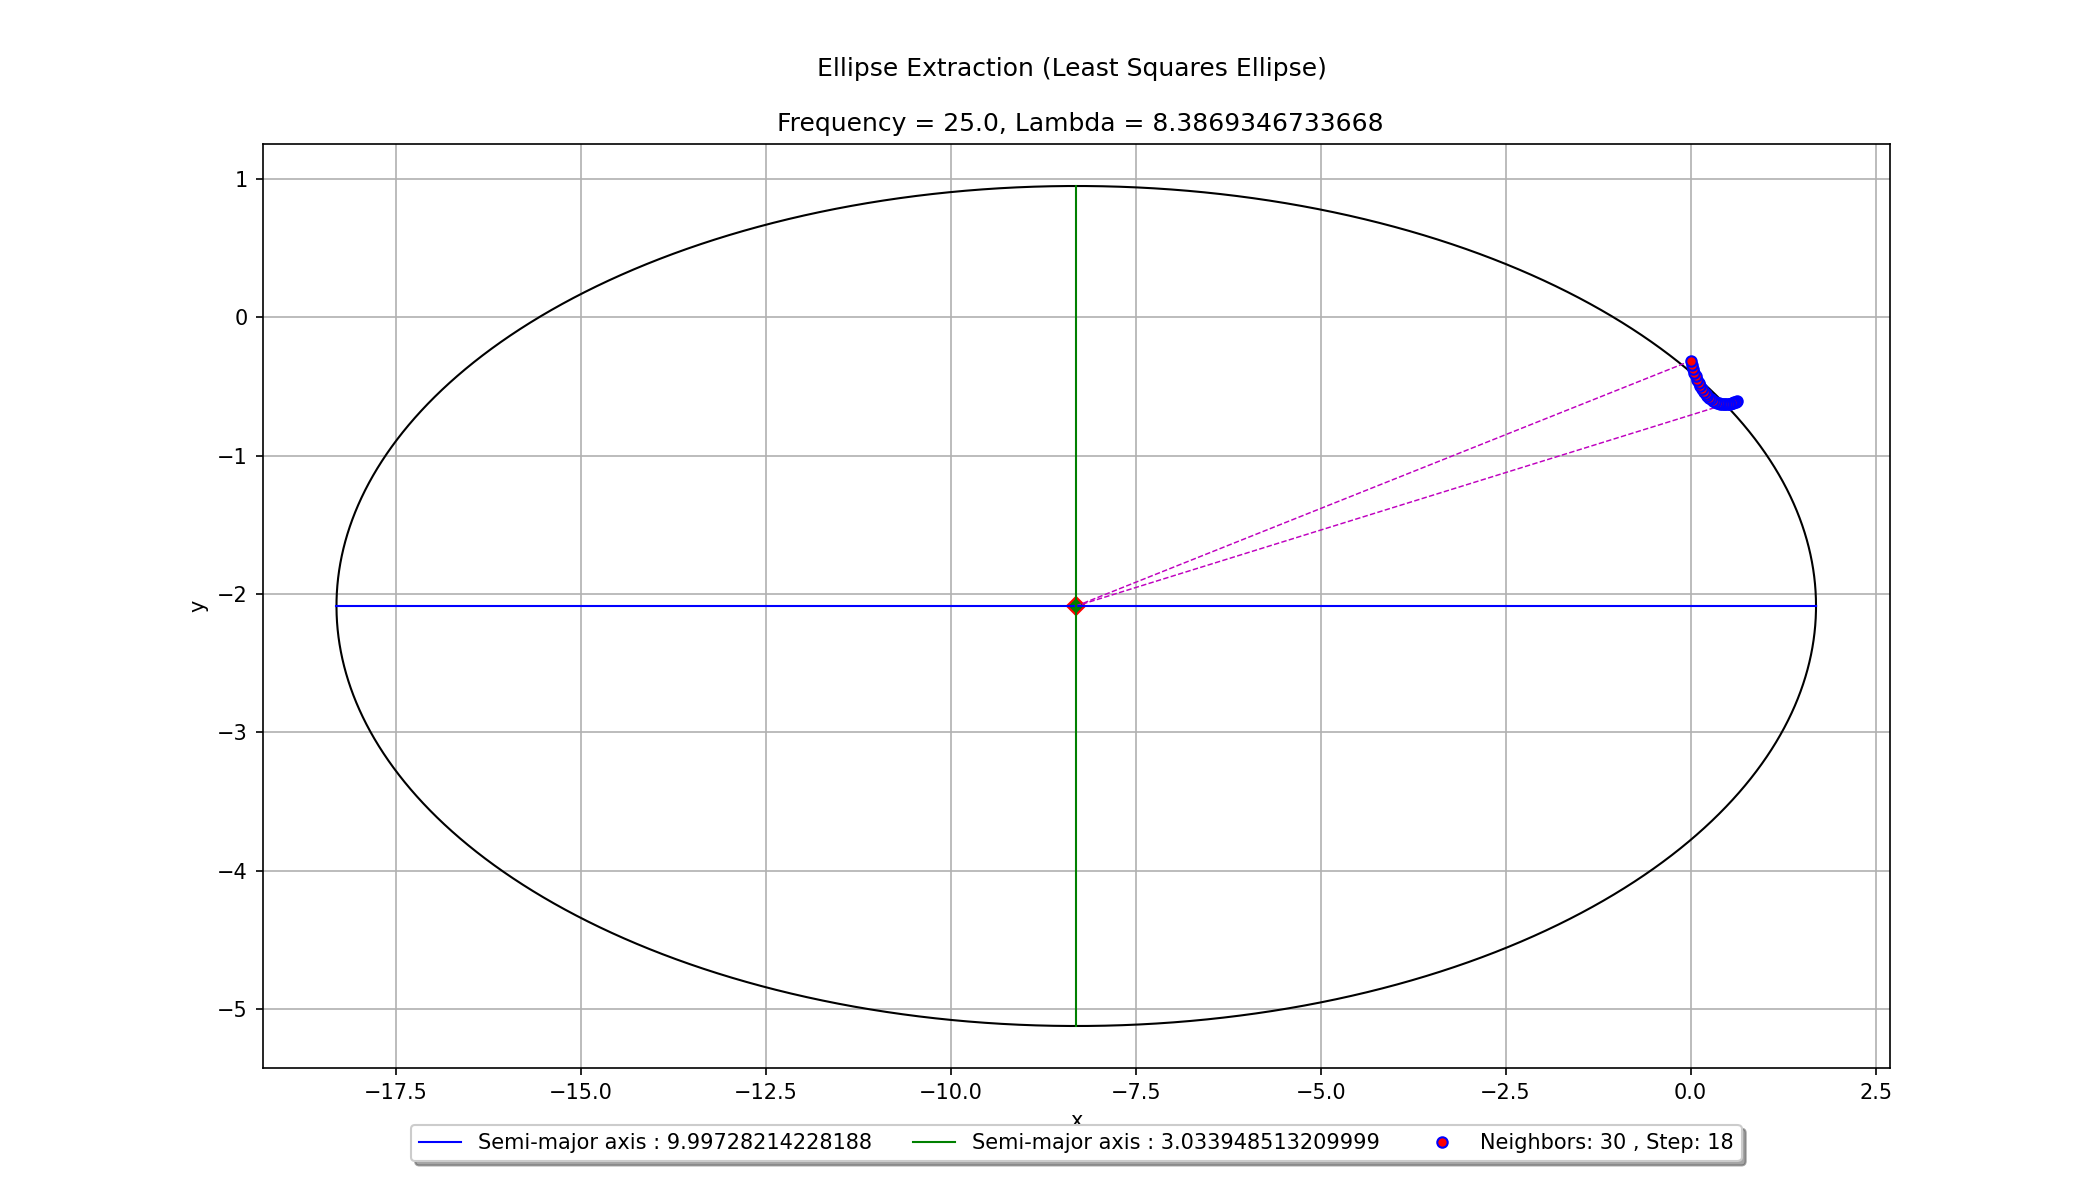 Ellipse Extraction (Least Squares Ellipse)
Frequency = 25.0, Lambda = 8.3869346733668
1
0
−1
−2
−3
−4
−5
y
−17.5 −15.0 −12.5 −10.0 −7.5 −5.0 −2.5 0.0 2.5
x
Semi-major axis : 9.99728214228188 Semi-major axis : 3.033948513209999 Neighbors: 30 , Step: 18